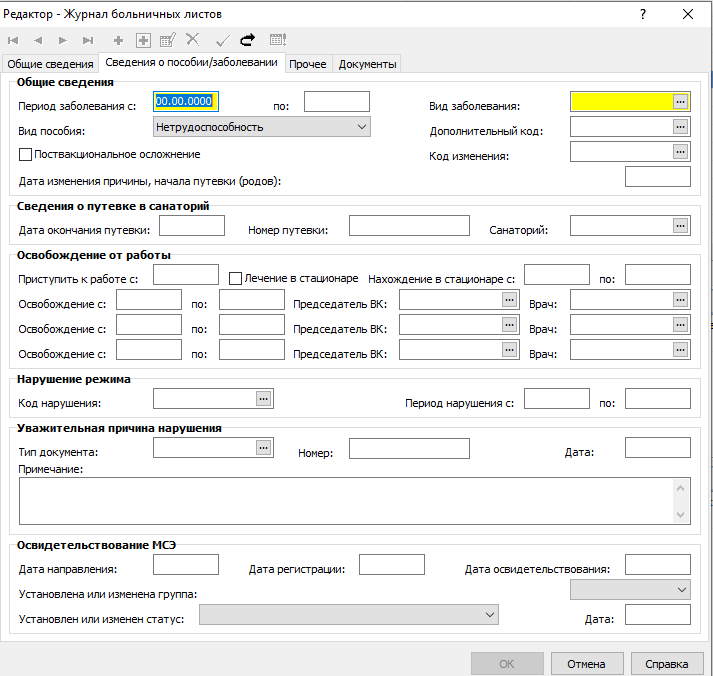 Редактор - Журнал больничных листов
Общие сведения Сведения о пособии/заболевании Прочее Документы
Общие сведения
Период заболевания с: 00.00.0000 по: Вид заболевания: ...
Вид пособия: Нетрудоспособность Дополнительный код: ...
Поствакциональное осложнение Код изменения: ...
Дата изменения причины, начала путевки (родов):
Сведения о путевке в санаторий
Дата окончания путевки: Номер путевки: Санаторий: ...
Освобождение от работы
Приступить к работе с: Лечение в стационаре Нахождение в стационаре с: по:
Освобождение с: по: Председатель ВК: ... Врач: ...
Освобождение с: по: Председатель ВК: ... Врач: ...
Освобождение с: по: Председатель ВК: ... Врач: ...
Нарушение режима
Код нарушения: ... Период нарушения с: по:
Уважительная причина нарушения
Тип документа: ... Номер: Дата:
Примечание:
Освидетельствование МСЭ
Дата направления: Дата регистрации: Дата освидетельствования:
Установлена или изменена группа:
Установлен или изменен статус: Дата:
ОК Отмена Справка